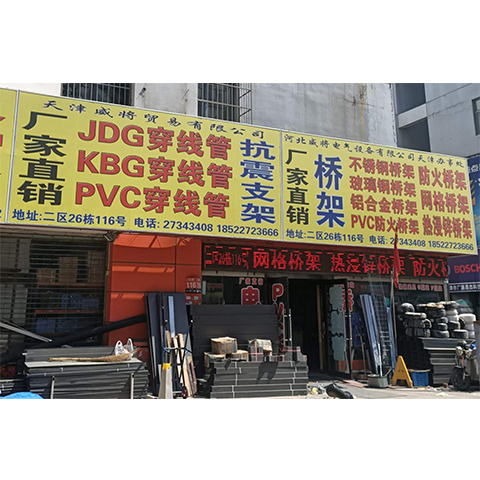 天津威将贸易有限公司
厂家直销
JDG穿线管
KBG穿线管
PVC穿线管
抗震支架
地址:二区26栋116号 电话: 27343408 18522723666
河北威将电气设备有限公司天津办事处
厂家直销
桥架
不锈钢桥架 防火桥架
玻璃钢桥架 网格桥架
铝合金桥架 网格桥架
PVC防火桥架 热浸锌桥架
地址:二区26栋116号 电话: 27343408 18522723666
网格桥架 热浸锌桥架 防火
BOSCH